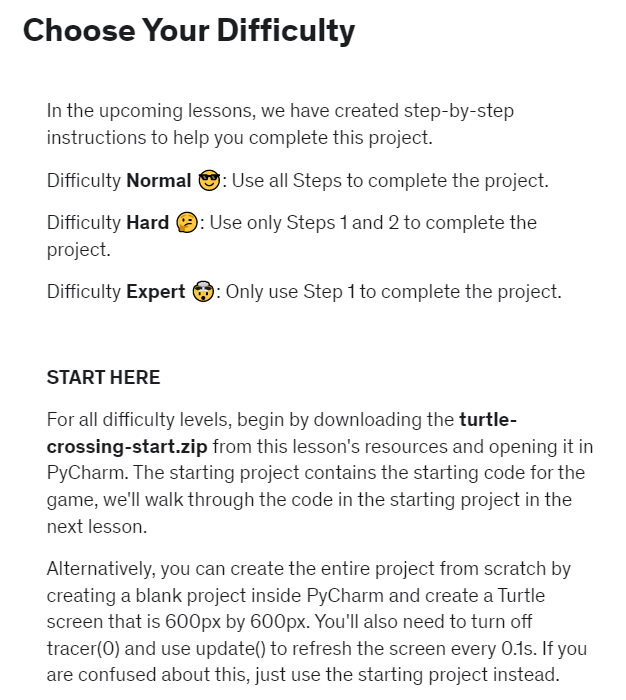 Choose Your Difficulty
In the upcoming lessons, we have created step-by-step
instructions to help you complete this project.
Difficulty Normal 😎: Use all Steps to complete the project.
Difficulty Hard 🤔: Use only Steps 1 and 2 to complete the
project.
Difficulty Expert 🤯: Only use Step 1 to complete the project.
START HERE
For all difficulty levels, begin by downloading the turtle-
crossing-start.zip from this lesson's resources and opening it in
PyCharm. The starting project contains the starting code for the
game, we'll walk through the code in the starting project in the
next lesson.
Alternatively, you can create the entire project from scratch by
creating a blank project inside PyCharm and create a Turtle
screen that is 600px by 600px. You'll also need to turn off
tracer(0) and use update() to refresh the screen every 0.1s. If you
are confused about this, just use the starting project instead.